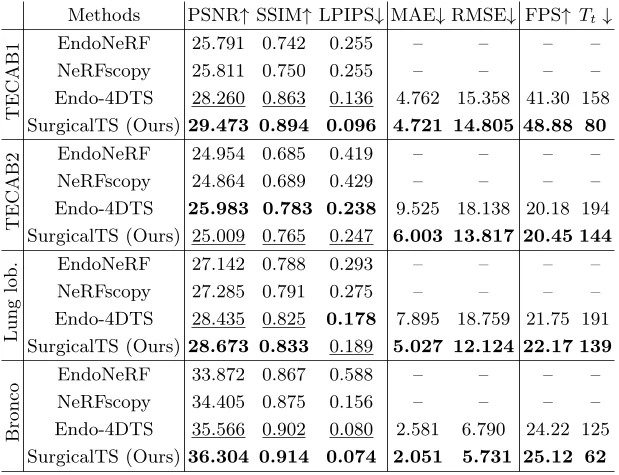 Methods PSNR↑ SSIM↑ LPIPS↓ MAE↓ RMSE↓ FPS↑ Tt ↓
TECAB1
EndoNeRF 25.791 0.742 0.255 – – – –
NeRFscopy 25.811 0.750 0.255 – – – –
Endo-4DTS 28.260 0.863 0.136 4.762 15.358 41.30 158
SurgicalTS (Ours) 29.473 0.894 0.096 4.721 14.805 48.88 80
TECAB2
EndoNeRF 24.954 0.685 0.419 – – – –
NeRFscopy 24.864 0.689 0.429 – – – –
Endo-4DTS 25.983 0.783 0.238 9.525 18.138 20.18 194
SurgicalTS (Ours) 25.009 0.765 0.247 6.003 13.817 20.45 144
Lung lob.
EndoNeRF 27.142 0.788 0.293 – – – –
NeRFscopy 27.285 0.791 0.275 – – – –
Endo-4DTS 28.435 0.825 0.178 7.895 18.759 21.75 191
SurgicalTS (Ours) 28.673 0.833 0.189 5.027 12.124 22.17 139
Bronco
EndoNeRF 33.872 0.867 0.588 – – – –
NeRFscopy 34.405 0.875 0.156 – – – –
Endo-4DTS 35.566 0.902 0.080 2.581 6.790 24.22 125
SurgicalTS (Ours) 36.304 0.914 0.074 2.051 5.731 25.12 62